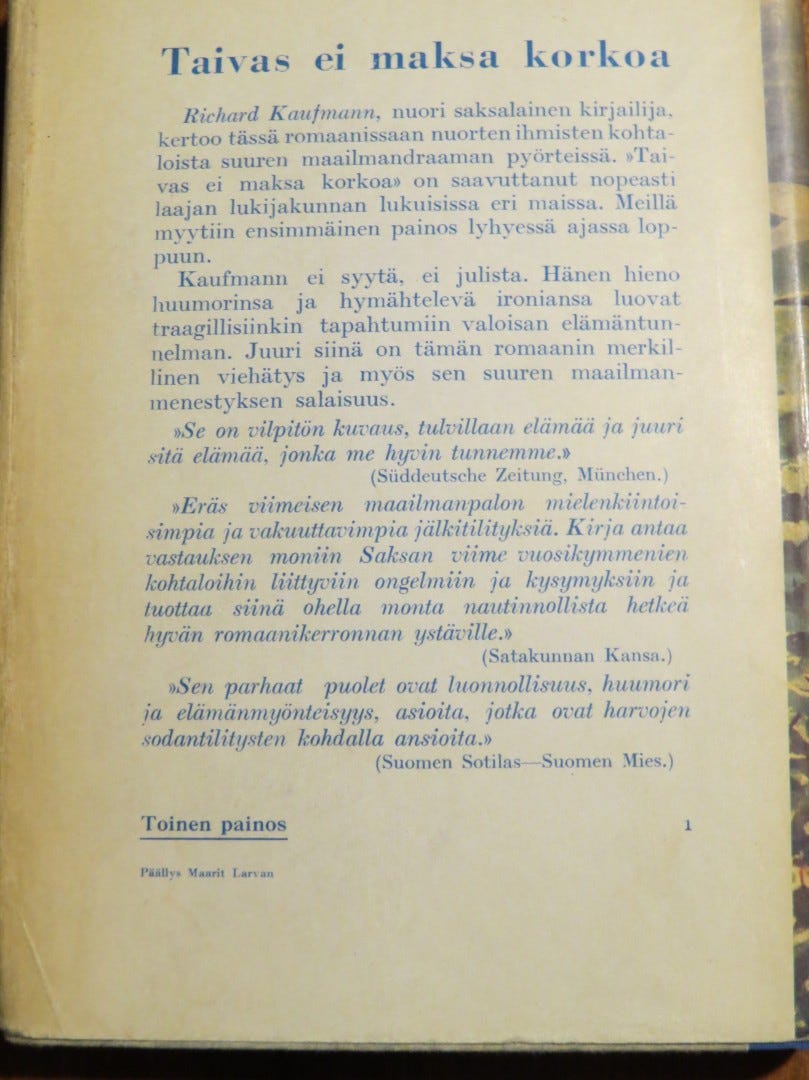 Taivas ei maksa korkoa
Richard Kaufmann, nuori saksalainen kirjailija,
kertoo tässä romaanissaan nuorten ihmisten kohta-
loista suuren maailmandraaman pyörteissä. »Tai-
vas ei maksa korkoa» on saavuttanut nopeasti
laajan lukijakunnan lukuisissa eri maissa. Meillä
myytiin ensimmäinen painos lyhyessä ajassa lop-
puun.
Kaufmann ei syytä, ei julista. Hänen hieno
huumorinsa ja hymähtelevä ironiansa luovat
traagillisiinkin tapahtumiin valoisan elämäntun-
nelman. Juuri siinä on tämän romaanin merkil-
linen viehätys ja myös sen suuren maailman-
menestyksen salaisuus.
»Se on vilpitön kuvaus, tulvillaan elämää ja juuri
sitä elämää, jonka me hyvin tunnemme.»
(Süddeutsche Zeitung, München.)
»Eräs viimeisen maailmanpalon mielenkiintoi-
simpia ja vakuuttavimpia jälkitilityksiä. Kirja antaa
vastauksen moniin Saksan viime vuosikymmenien
kohtaloihin liittyviin ongelmiin ja kysymyksiin ja
tuottaa siinä ohella monta nautinnollista hetkeä
hyvän romaanikerronnan ystäville.»
(Satakunnan Kansa.)
»Sen parhaat puolet ovat luonnollisuus, huumori
ja elämänmyönteisyys, asioita, jotka ovat harvojen
sodantilitysten kohdalla ansioita.»
(Suomen Sotilas—Suomen Mies.)
Toinen painos 1
Päällys Maarit Larvan